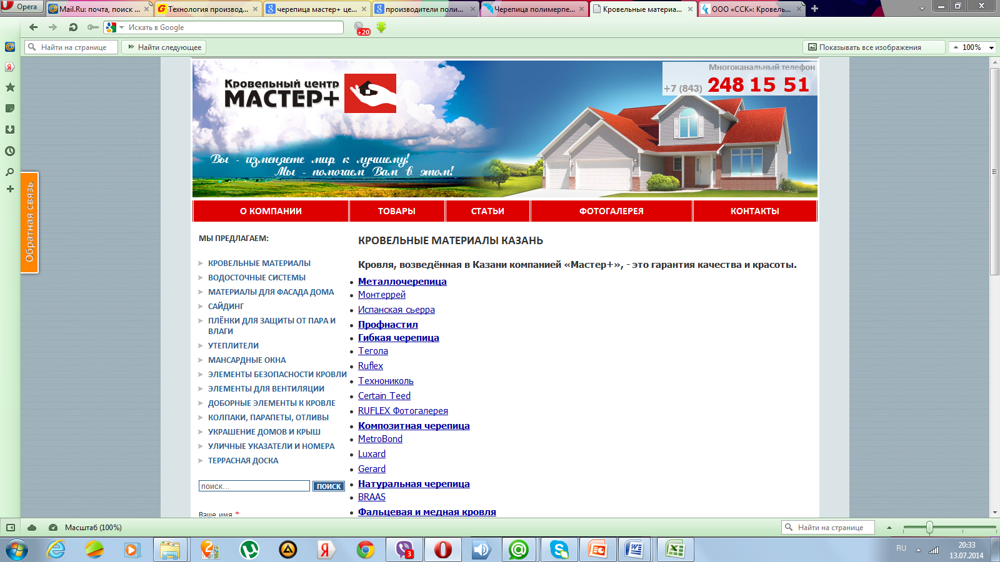 Opera
Mail.Ru: почта, поиск ...
Технология производ...
черепица мастер+ це...
производители поли...
Черепица полимерпе...
Кровельные материа...
ООО «ССК»: Кровель...
Искать в Google
+20
Найти на странице
Найти следующее
Показывать все изображения
100%
Многоканальный телефон
+7 (843) 248 15 51
Кровельный центр
МАСТЕР+
Вы - изменяете мир к лучшему!
Мы - помогаем Вам в этом!
Обратная связь
О КОМПАНИИ
ТОВАРЫ
СТАТЬИ
ФОТОГАЛЕРЕЯ
КОНТАКТЫ
МЫ ПРЕДЛАГАЕМ:
КРОВЕЛЬНЫЕ МАТЕРИАЛЫ
ВОДОСТОЧНЫЕ СИСТЕМЫ
МАТЕРИАЛЫ ДЛЯ ФАСАДА ДОМА
САЙДИНГ
ПЛЁНКИ ДЛЯ ЗАЩИТЫ ОТ ПАРА И
ВЛАГИ
УТЕПЛИТЕЛИ
МАНСАРДНЫЕ ОКНА
ЭЛЕМЕНТЫ БЕЗОПАСНОСТИ КРОВЛИ
ЭЛЕМЕНТЫ ДЛЯ ВЕНТИЛЯЦИИ
ДОБОРНЫЕ ЭЛЕМЕНТЫ К КРОВЛЕ
КОЛПАКИ, ПАРАПЕТЫ, ОТЛИВЫ
УКРАШЕНИЕ ДОМОВ И КРЫШ
УЛИЧНЫЕ УКАЗАТЕЛИ И НОМЕРА
ТЕРРАСНАЯ ДОСКА
поиск...
ПОИСК
Ваше имя *
КРОВЕЛЬНЫЕ МАТЕРИАЛЫ КАЗАНЬ
Кровля, возведённая в Казани компанией «Мастер+», - это гарантия качества и красоты.
Металлочерепица
Монтеррей
Испанская сьерра
Профнастил
Гибкая черепица
Тегола
Ruflex
Технониколь
Certain Teed
RUFLEX Фотогалерея
Композитная черепица
MetroBond
Luxard
Gerard
Натуральная черепица
BRAAS
Фальцевая и медная кровля
Масштаб (100%)
Найти на странице
3
RU
20:33
13.07.2014